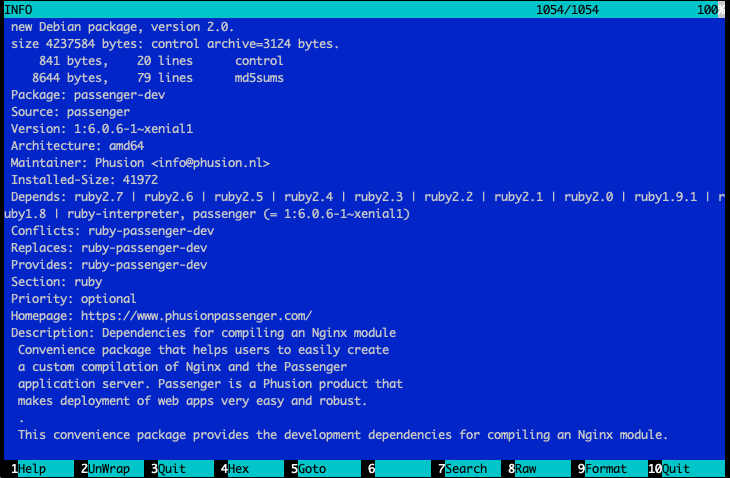 INFO 1054/1054 100%
new Debian package, version 2.0.
size 4237584 bytes: control archive=3124 bytes.
841 bytes, 20 lines control
8644 bytes, 79 lines md5sums
Package: passenger-dev
Source: passenger
Version: 1:6.0.6-1~xenial1
Architecture: amd64
Maintainer: Phusion <info@phusion.nl>
Installed-Size: 41972
Depends: ruby2.7 | ruby2.6 | ruby2.5 | ruby2.4 | ruby2.3 | ruby2.2 | ruby2.1 | ruby2.0 | ruby1.9.1 | r
uby1.8 | ruby-interpreter, passenger (= 1:6.0.6-1~xenial1)
Conflicts: ruby-passenger-dev
Replaces: ruby-passenger-dev
Provides: ruby-passenger-dev
Section: ruby
Priority: optional
Homepage: https://www.phusionpassenger.com/
Description: Dependencies for compiling an Nginx module
Convenience package that helps users to easily create
a custom compilation of Nginx and the Passenger
application server. Passenger is a Phusion product that
makes deployment of web apps very easy and robust.
.
This convenience package provides the development dependencies for compiling an Nginx module.
1Help 2UnWrap 3Quit 4Hex 5Goto 6 7Search 8Raw 9Format 10Quit